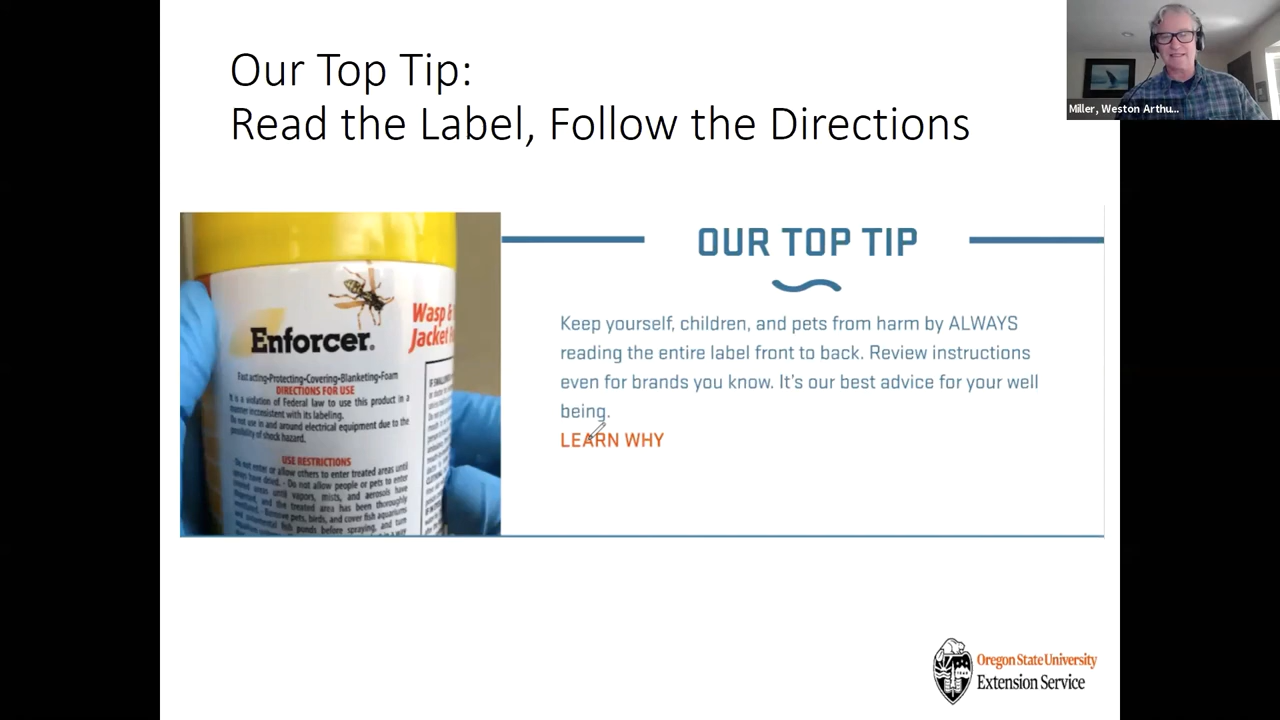 Our Top Tip:
Read the Label, Follow the Directions
Miller, Weston Arthu...
Enforcer.
Wasp &
Jacket
Fast acting•Protecting•Covering•Blanketing•Foam
DIRECTIONS FOR USE
It is a violation of Federal law to use this product in a
manner inconsistent with its labeling.
Do not use in and around electrical equipment due to the
possibility of shock hazard.
USE RESTRICTIONS
Do not enter or allow others to enter treated areas until
have dried. - Do not allow people or pets to enter
treated areas until vapors, mists, and aerosols have
and the treated area has been thoroughly
Remove pets, birds, and cover fish aquariums
fish ponds before spraying, and turn
OUR TOP TIP
Keep yourself, children, and pets from harm by ALWAYS
reading the entire label front to back. Review instructions
even for brands you know. It's our best advice for your well
being.
LEARN WHY
Oregon State University
Extension Service